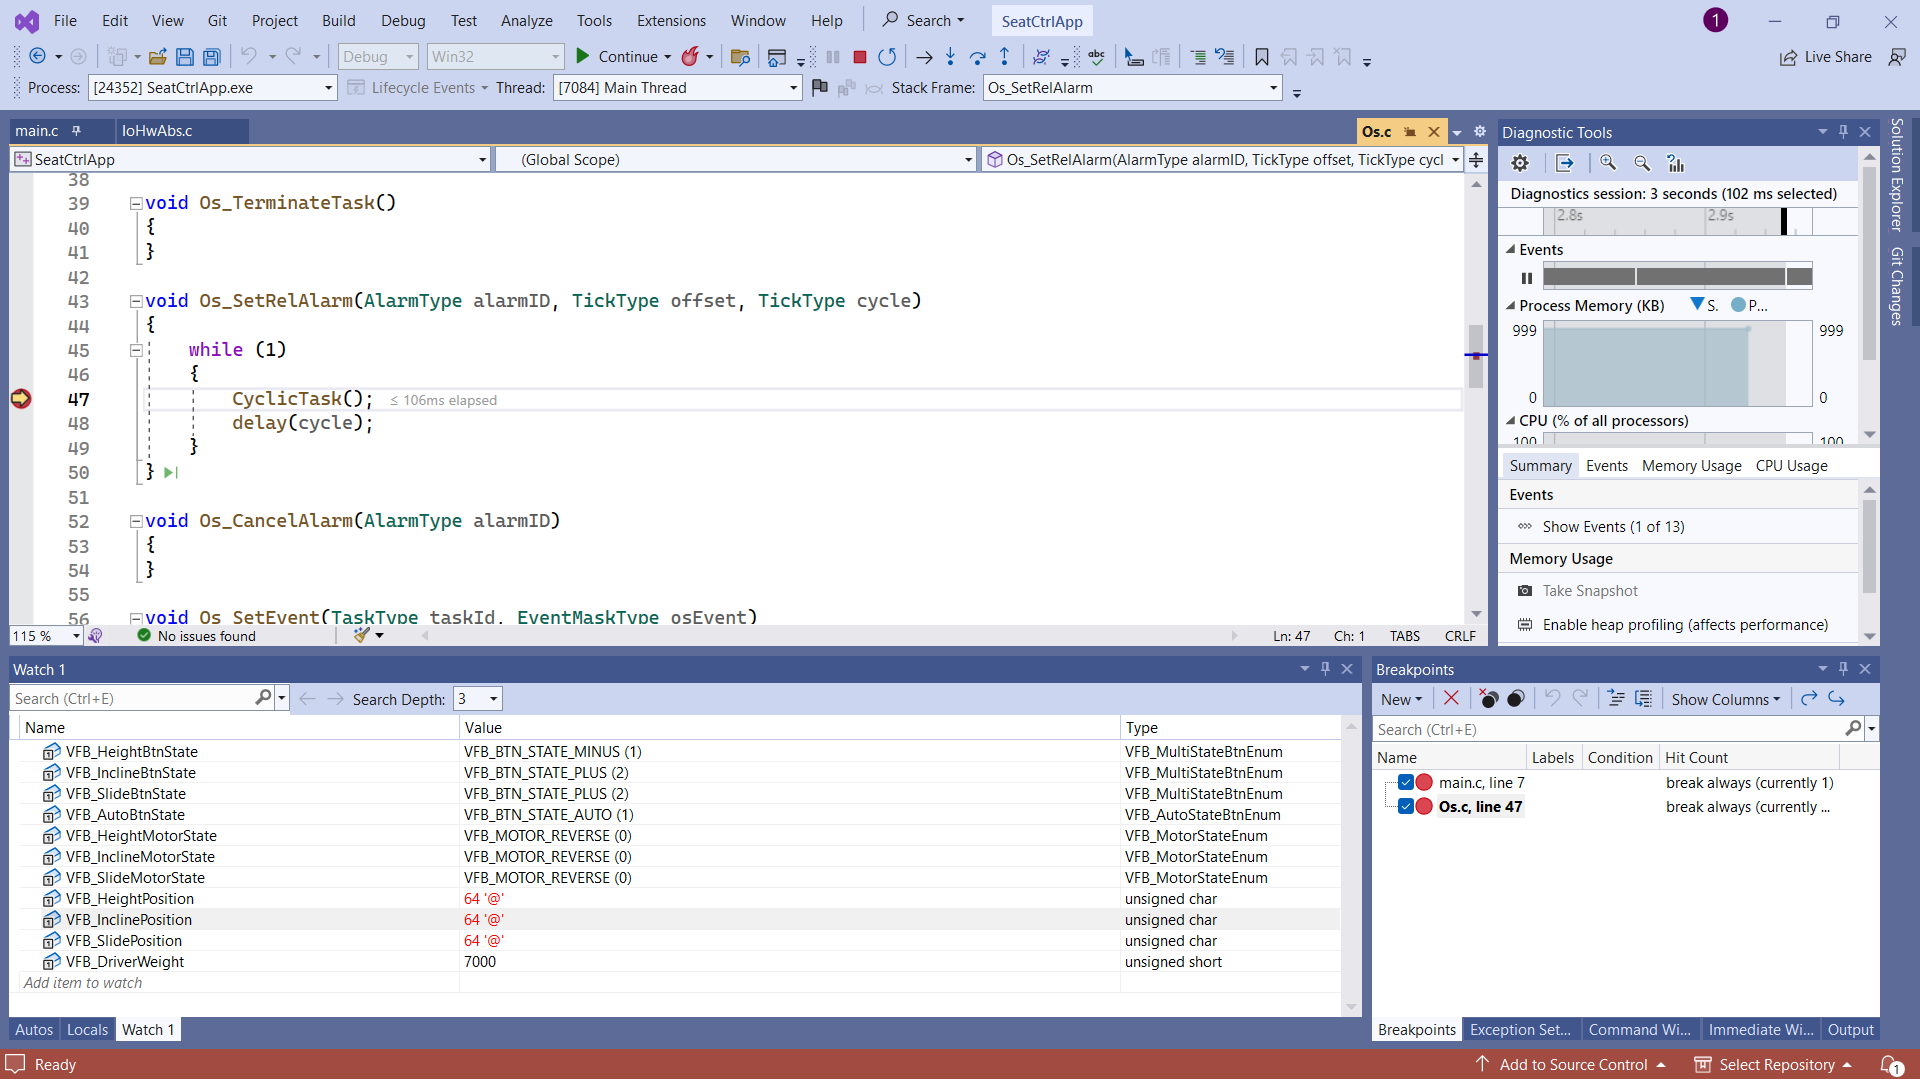 File Edit View Git Project Build Debug Test Analyze Tools Extensions Window Help Search SeatCtrlApp 1
Debug Win32 Continue abc Live Share
Process: [24352] SeatCtrlApp.exe Lifecycle Events Thread: [7084] Main Thread Stack Frame: Os_SetRelAlarm
main.c IoHwAbs.c Os.c
SeatCtrlApp (Global Scope) Os_SetRelAlarm(AlarmType alarmID, TickType offset, TickType cycl
38
39 void Os_TerminateTask()
40 {
41 }
42
43 void Os_SetRelAlarm(AlarmType alarmID, TickType offset, TickType cycle)
44 {
45 while (1)
46 {
47 CyclicTask(); ≤ 106ms elapsed
48 delay(cycle);
49 }
50 }
51
52 void Os_CancelAlarm(AlarmType alarmID)
53 {
54 }
55
56 void Os_SetEvent(TaskType taskId, EventMaskType osEvent)
115 % No issues found Ln: 47 Ch: 1 TABS CRLF
Diagnostic Tools
Diagnostics session: 3 seconds (102 ms selected)
2.8s 2.9s
Events
Process Memory (KB) S. P...
999 999
0 0
CPU (% of all processors)
100 100
Summary Events Memory Usage CPU Usage
Events
Show Events (1 of 13)
Memory Usage
Take Snapshot
Enable heap profiling (affects performance)
Solution Explorer
Git Changes
Watch 1
Search (Ctrl+E) Search Depth: 3
Name Value Type
VFB_HeightBtnState VFB_BTN_STATE_MINUS (1) VFB_MultiStateBtnEnum
VFB_InclineBtnState VFB_BTN_STATE_PLUS (2) VFB_MultiStateBtnEnum
VFB_SlideBtnState VFB_BTN_STATE_PLUS (2) VFB_MultiStateBtnEnum
VFB_AutoBtnState VFB_BTN_STATE_AUTO (1) VFB_AutoStateBtnEnum
VFB_HeightMotorState VFB_MOTOR_REVERSE (0) VFB_MotorStateEnum
VFB_InclineMotorState VFB_MOTOR_REVERSE (0) VFB_MotorStateEnum
VFB_SlideMotorState VFB_MOTOR_REVERSE (0) VFB_MotorStateEnum
VFB_HeightPosition 64 '@' unsigned char
VFB_InclinePosition 64 '@' unsigned char
VFB_SlidePosition 64 '@' unsigned char
VFB_DriverWeight 7000 unsigned short
Add item to watch
Autos Locals Watch 1
Breakpoints
New Show Columns
Search (Ctrl+E)
Name Labels Condition Hit Count
main.c, line 7 break always (currently 1)
Os.c, line 47 break always (currently ...
Breakpoints Exception Set... Command Wi... Immediate Wi... Output
Ready Add to Source Control Select Repository 1